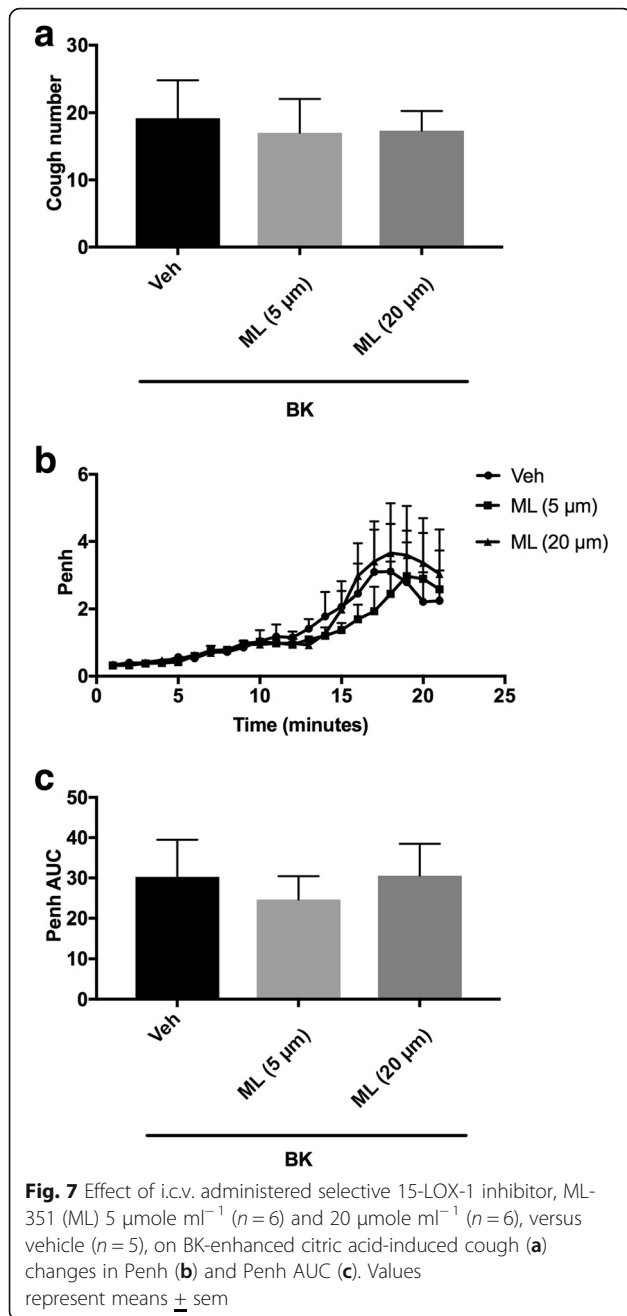 a
30
20
10
0
Cough number
Veh
ML (5 µm)
ML (20 µm)
BK
b
6
4
2
0
Penh
0
5
10
15
20
25
Time (minutes)
Veh
ML (5 µm)
ML (20 µm)
c
50
40
30
20
10
0
Penh AUC
Veh
ML (5 µm)
ML (20 µm)
BK
Fig. 7 Effect of i.c.v. administered selective 15-LOX-1 inhibitor, ML-
351 (ML) 5 µmole ml⁻¹ (n = 6) and 20 µmole ml⁻¹ (n = 6), versus
vehicle (n = 5), on BK-enhanced citric acid-induced cough (a)
changes in Penh (b) and Penh AUC (c). Values
represent means ± sem